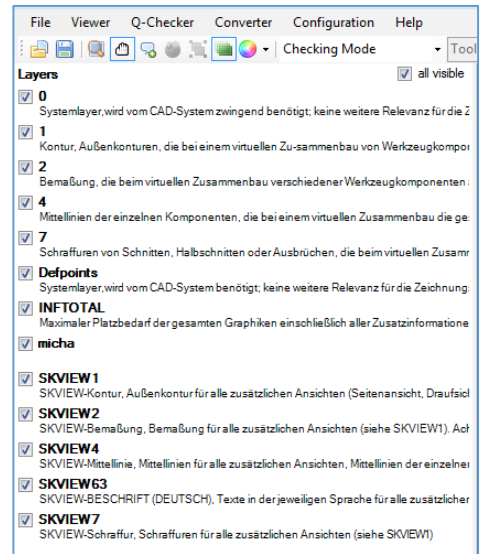 File Viewer Q-Checker Converter Configuration Help
Checking Mode Tool
Layers all visible
0
Systemlayer,wird vom CAD-System zwingend benötigt; keine weitere Relevanz für die Z
1
Kontur, Außenkonturen, die bei einem virtuellen Zu-sammenbau von Werkzeugkompo
2
Bemaßung, die beim virtuellen Zusammenbau verschiedener Werkzeugkomponenten
4
Mittellinien der einzelnen Komponenten, die bei einem virtuellen Zusammenbau die ge
7
Schraffuren von Schnitten, Halbschnitten oder Ausbrüchen, die beim virtuellen Zusamm
Defpoints
Systemlayer,wird vom CAD-System benötigt; keine weitere Relevanz für die Zeichnung
INFTOTAL
Maximaler Platzbedarf der gesamten Graphiken einschließlich aller Zusatzinformatione
micha
SKVIEW1
SKVIEW-Kontur, Außenkontur für alle zusätzlichen Ansichten (Seitenansicht, Draufsich
SKVIEW2
SKVIEW-Bemaßung, Bemaßung für alle zusätzlichen Ansichten (siehe SKVIEW1). Ach
SKVIEW4
SKVIEW-Mittellinie, Mittellinien für alle zusätzlichen Ansichten, Mittellinien der einzelne
SKVIEW63
SKVIEW-BESCHRIFT (DEUTSCH), Texte in der jeweiligen Sprache für alle zusätzlicher
SKVIEW7
SKVIEW-Schraffur, Schraffuren für alle zusätzlichen Ansichten (siehe SKVIEW1)